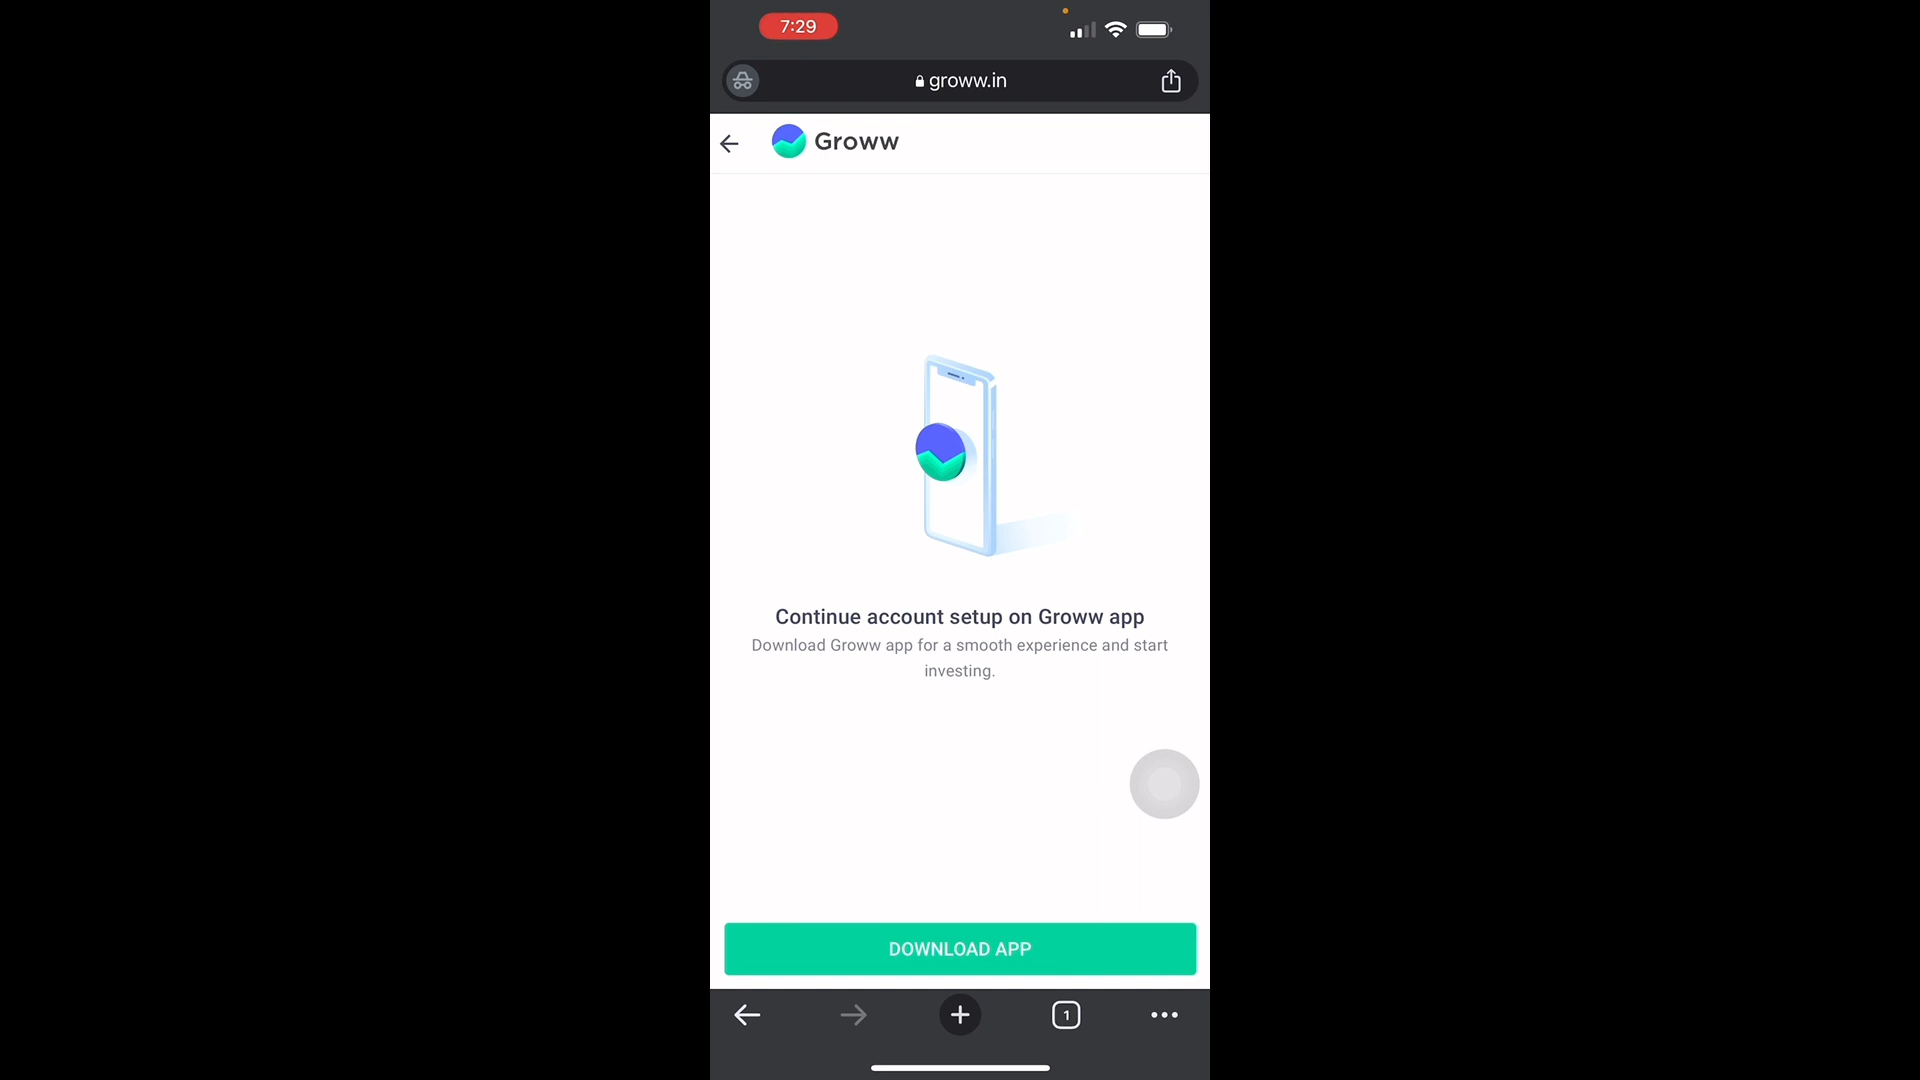 7:29
groww.in
Groww
Continue account setup on Groww app
Download Groww app for a smooth experience and start
investing.
DOWNLOAD APP
1